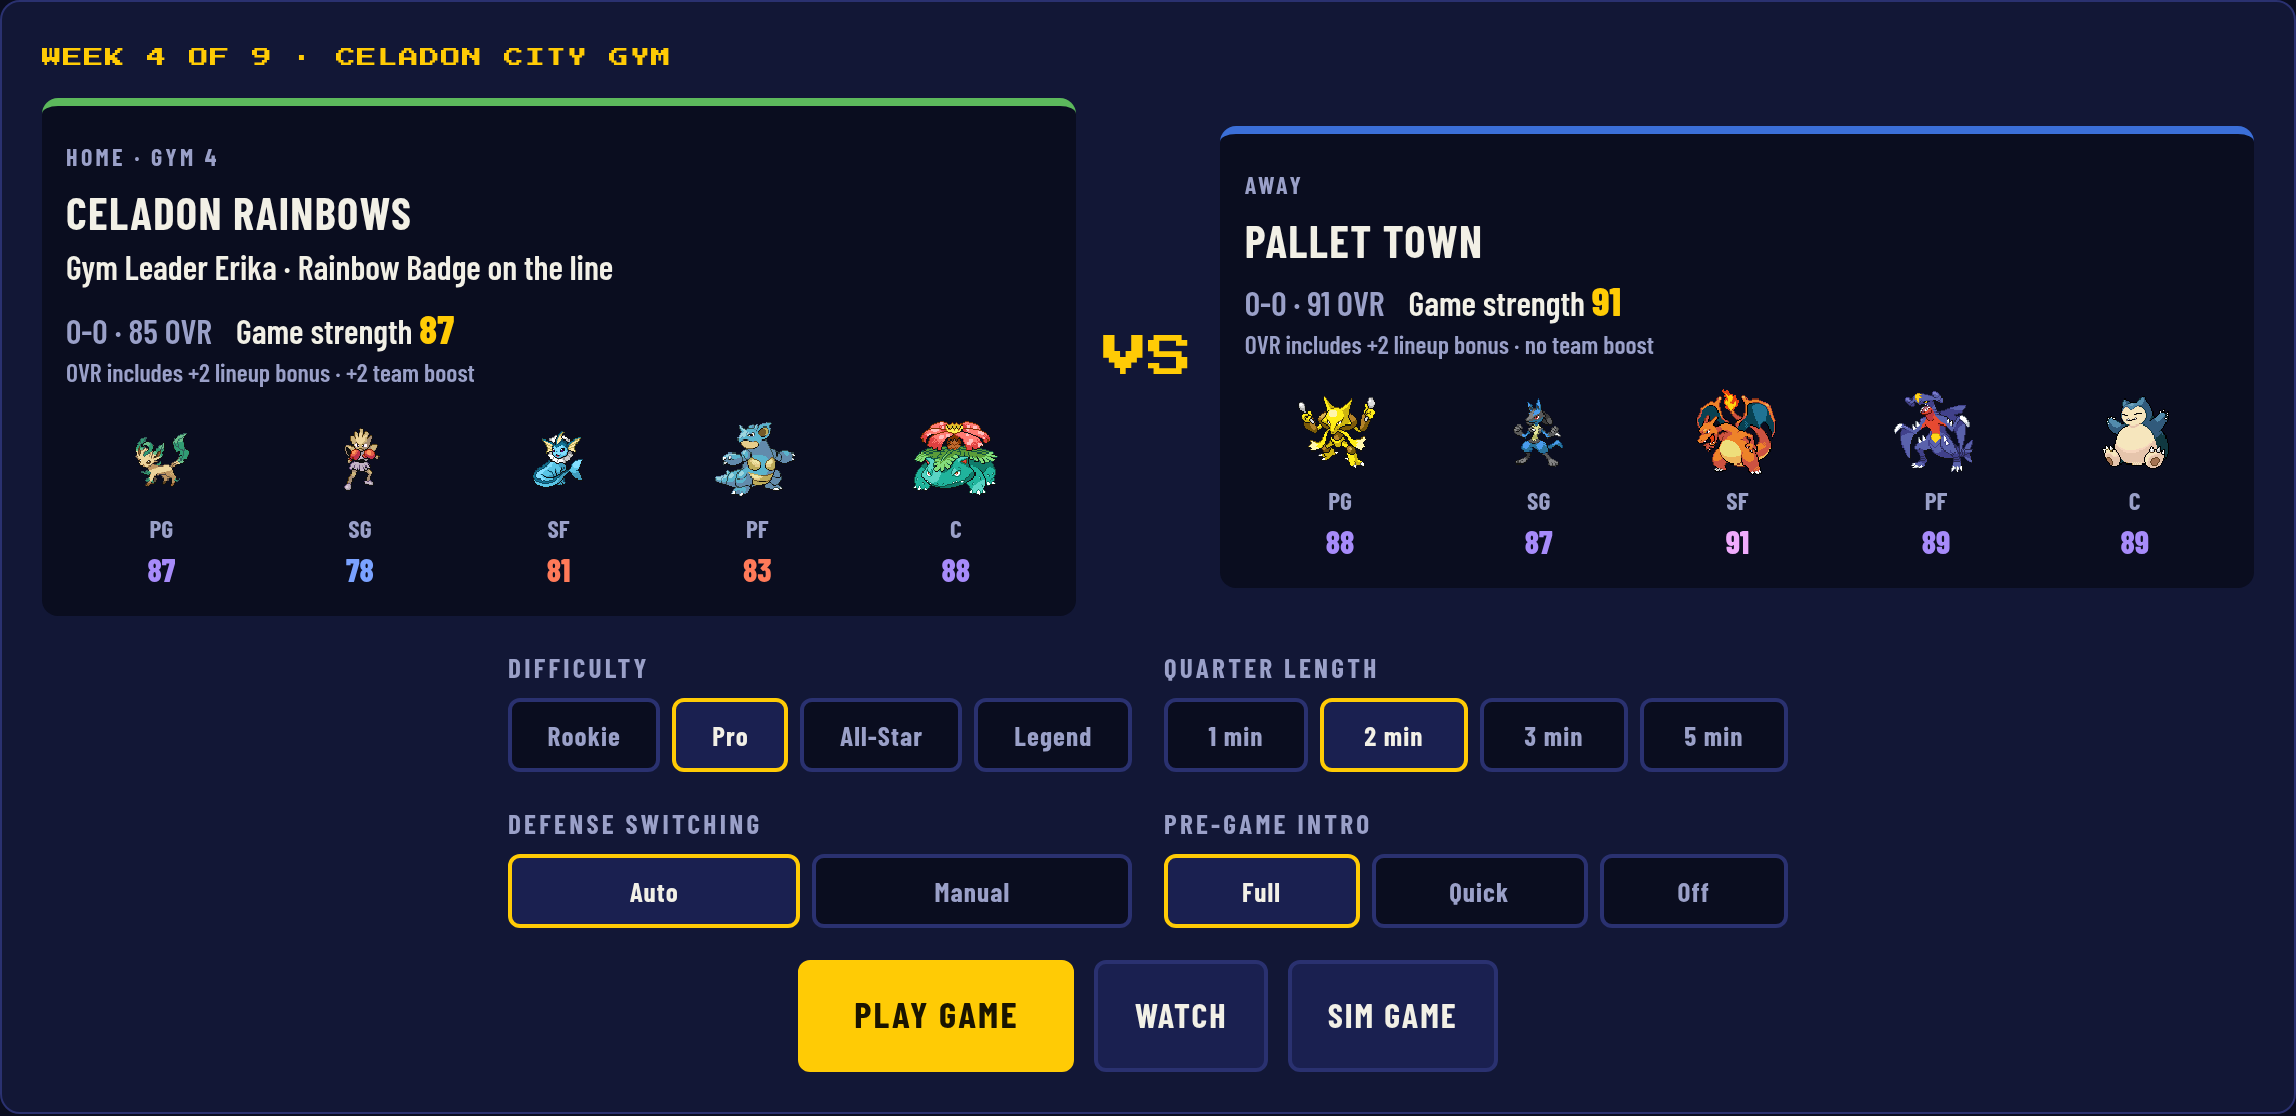 WEEK 4 OF 9 · CELADON CITY GYM
HOME · GYM 4
CELADON RAINBOWS
Gym Leader Erika · Rainbow Badge on the line
0-0 · 85 OVR Game strength 87
OVR includes +2 lineup bonus · +2 team boost
PG SG SF PF C
87 78 81 83 88
VS
AWAY
PALLET TOWN
0-0 · 91 OVR Game strength 91
OVR includes +2 lineup bonus · no team boost
PG SG SF PF C
88 87 91 89 89
DIFFICULTY
Rookie Pro All-Star Legend
QUARTER LENGTH
1 min 2 min 3 min 5 min
DEFENSE SWITCHING
Auto Manual
PRE-GAME INTRO
Full Quick Off
PLAY GAME WATCH SIM GAME